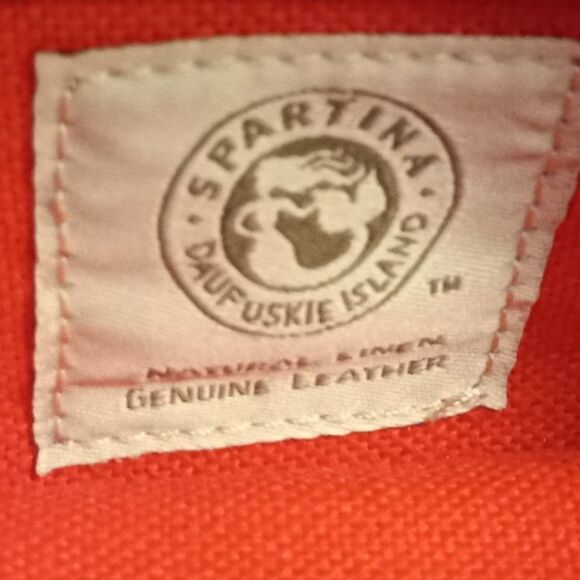 · SPARTINA ·
DAUFUSKIE ISLAND
TM
NATURAL LINEN
GENUINE LEATHER